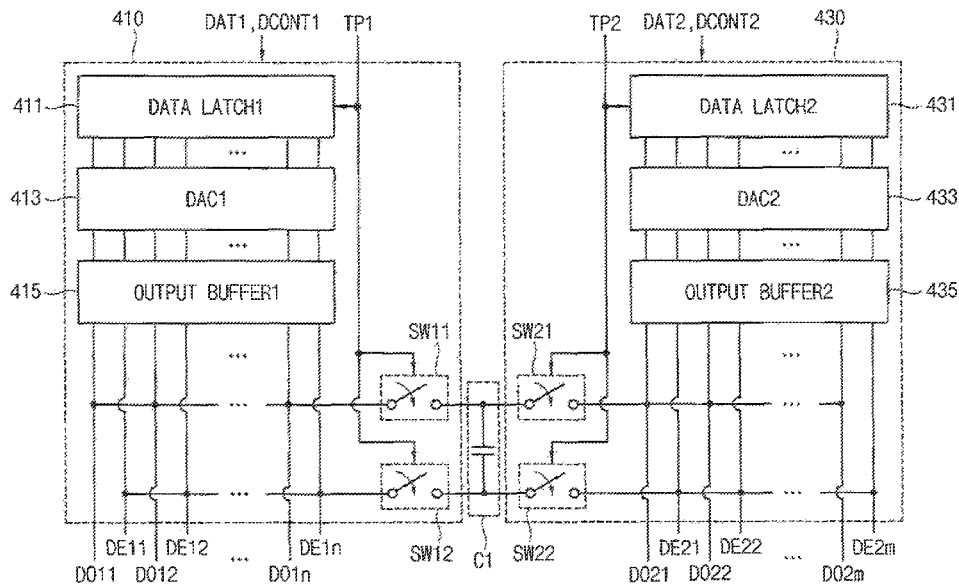 410 DAT1,DCONT1 TP1 TP2 DAT2,DCONT2 430
411 DATA LATCH1 DATA LATCH2 431
... ...
413 DAC1 DAC2 433
... ...
415 OUTPUT BUFFER1 OUTPUT BUFFER2 435
... SW11 SW21 ...
... ...
... ...
SW12 C1 SW22
DE11 DE12 ... DE1n DE21 DE22 ... DE2m
DO11 DO12 DO1n DO21 DO22 DO2m